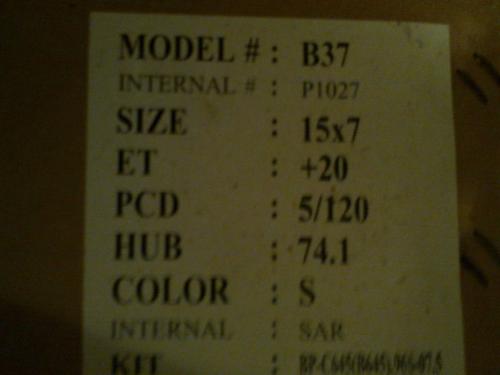 MODEL # : B37
INTERNAL # : P1027
SIZE : 15x7
ET : +20
PCD : 5/120
HUB : 74.1
COLOR : S
INTERNAL : SAR
KIT